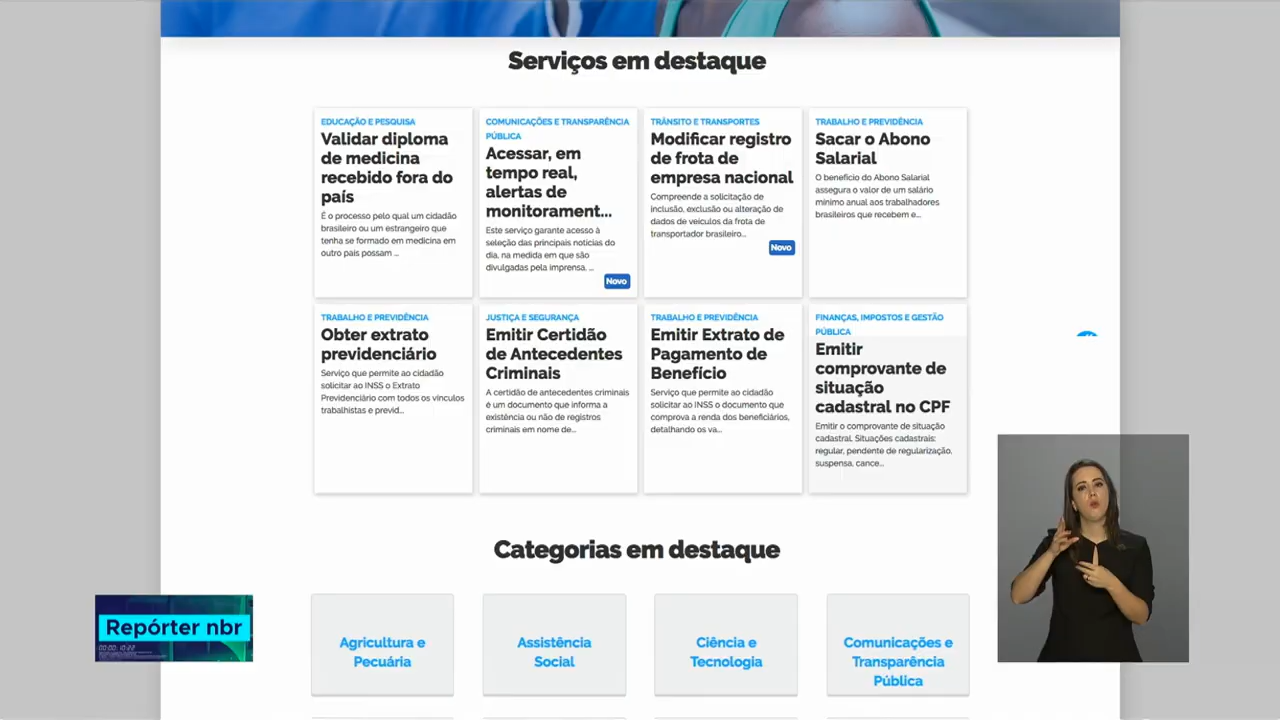 Serviços em destaque
EDUCAÇÃO E PESQUISA
Validar diploma
de medicina
recebido fora do
país
É o processo pelo qual um cidadão
brasileiro ou um estrangeiro que
tenha se formado em medicina em
outro país possam ...
COMUNICAÇÕES E TRANSPARÊNCIA
PÚBLICA
Acessar, em
tempo real,
alertas de
monitorament...
Este serviço garante acesso à
seleção das principais notícias do
dia, na medida em que são
divulgadas pela imprensa. ...
Novo
TRÂNSITO E TRANSPORTES
Modificar registro
de frota de
empresa nacional
Compreende a solicitação de
inclusão, exclusão ou alteração de
dados de veículos da frota de
transportador brasileiro...
Novo
TRABALHO E PREVIDÊNCIA
Sacar o Abono
Salarial
O benefício do Abono Salarial
assegura o valor de um salário
mínimo anual aos trabalhadores
brasileiros que recebem e...
TRABALHO E PREVIDÊNCIA
Obter extrato
previdenciário
Serviço que permite ao cidadão
solicitar ao INSS o Extrato
Previdenciário com todos os vínculos
trabalhistas e previd...
JUSTIÇA E SEGURANÇA
Emitir Certidão
de Antecedentes
Criminais
A certidão de antecedentes criminais
é um documento que informa a
existência ou não de registros
criminais em nome de...
TRABALHO E PREVIDÊNCIA
Emitir Extrato de
Pagamento de
Benefício
Serviço que permite ao cidadão
solicitar ao INSS o documento que
comprova a renda dos beneficiários,
detalhando os va...
FINANÇAS, IMPOSTOS E GESTÃO
PÚBLICA
Emitir
comprovante de
situação
cadastral no CPF
Emitir o comprovante de situação
cadastral. Situações cadastrais:
regular, pendente de regularização,
suspensa, cance...
Categorias em destaque
Agricultura e
Pecuária
Assistência
Social
Ciência e
Tecnologia
Comunicações e
Transparência
Pública
Repórter nbr
00:00:10:22